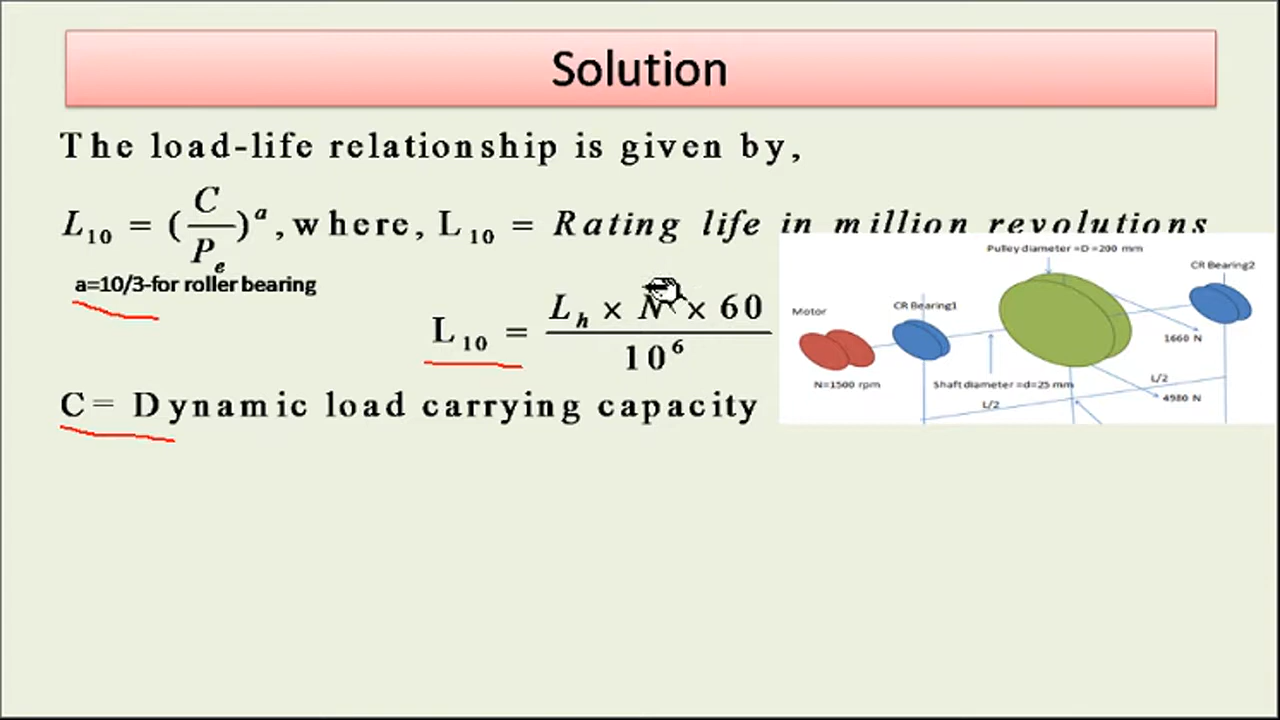 Solution
The load-life relationship is given by,
L10 = (C/Pe)^a, where, L10 = Rating life in million revolutions
a=10/3-for roller bearing
L10 = (Lh × N × 60)/10^6
C= Dynamic load carrying capacity
Pulley diameter =D =200 mm
CR Bearing2
CR Bearing1
Motor
1660 N
N=1500 rpm
Shaft diameter =d=25 mm
L/2
4980 N
L/2